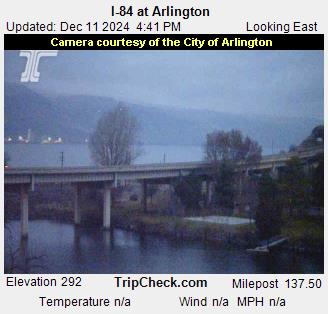 I-84 at Arlington
Updated: Dec 11 2024 4:41 PM Looking East
Camera courtesy of the City of Arlington
Elevation 292 TripCheck.com Milepost 137.50
Temperature n/a Wind n/a MPH n/a